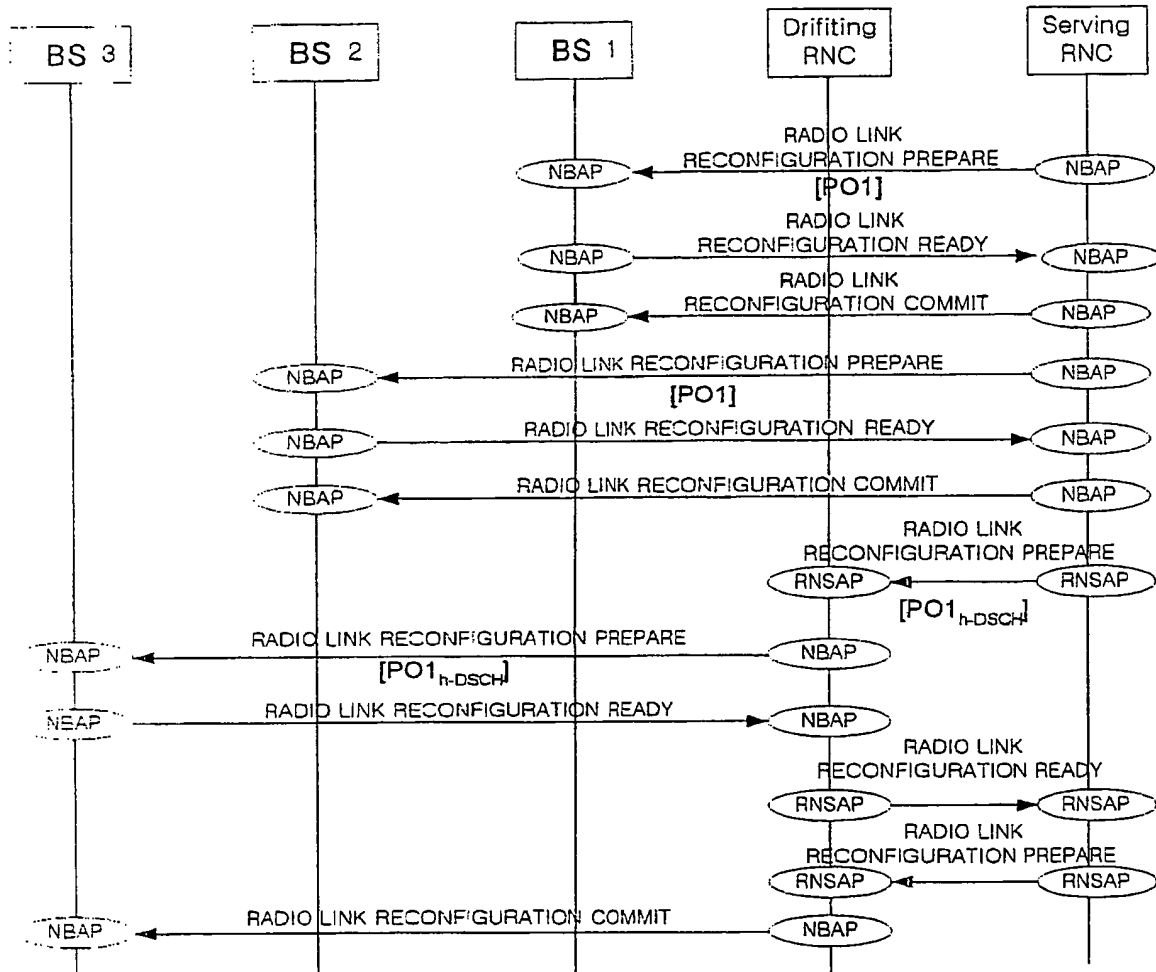 BS 3
BS 2
BS 1
Drifiting
RNC
Serving
RNC
RADIO LINK
RECONFIGURATION PREPARE
NBAP
NBAP
[PO1]
RADIO LINK
RECONFIGURATION READY
NBAP
NBAP
RADIO LINK
RECONFIGURATION COMMIT
NBAP
NBAP
RADIO LINK RECONFIGURATION PREPARE
NBAP
NBAP
[PO1]
RADIO LINK RECONFIGURATION READY
NBAP
NBAP
RADIO LINK RECONFIGURATION COMMIT
NBAP
NBAP
RADIO LINK
RECONFIGURATION PREPARE
RNSAP
RNSAP
[PO1h-DSCH]
RADIO LINK RECONFIGURATION PREPARE
NBAP
NBAP
[PO1h-DSCH]
RADIO LINK RECONFIGURATION READY
NBAP
NBAP
RADIO LINK
RECONFIGURATION READY
RNSAP
RNSAP
RADIO LINK
RECONFIGURATION PREPARE
RNSAP
RNSAP
RADIO LINK RECONFIGURATION COMMIT
NBAP
NBAP